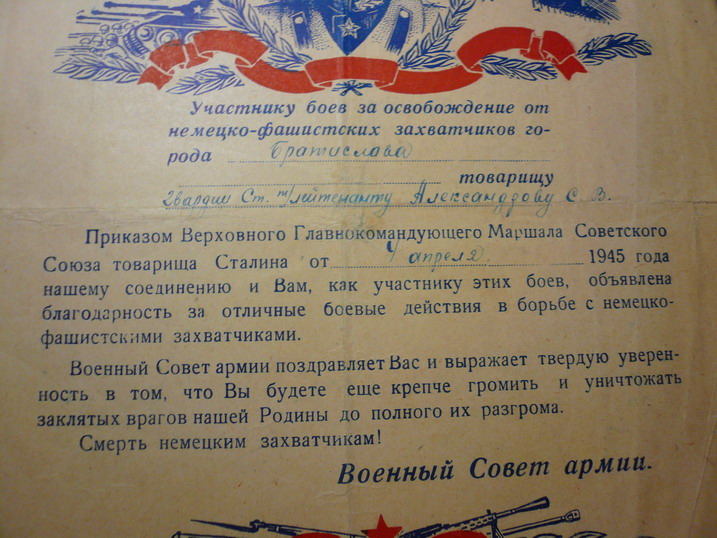 Участнику боев за освобождение от
немецко-фашистских захватчиков го-
рода Братислава
товарищу
Гвардии Ст. т/лейтенанту Александрову С. В.
Приказом Верховного Главнокомандующего Маршала Советского
Союза товарища Сталина от 4 апреля 1945 года
нашему соединению и Вам, как участнику этих боев, объявлена
благодарность за отличные боевые действия в борьбе с немецко-
фашистскими захватчиками.
Военный Совет армии поздравляет Вас и выражает твердую уверен-
ность в том, что Вы будете еще крепче громить и уничтожать
заклятых врагов нашей Родины до полного их разгрома.
Смерть немецким захватчикам!
Военный Совет армии.